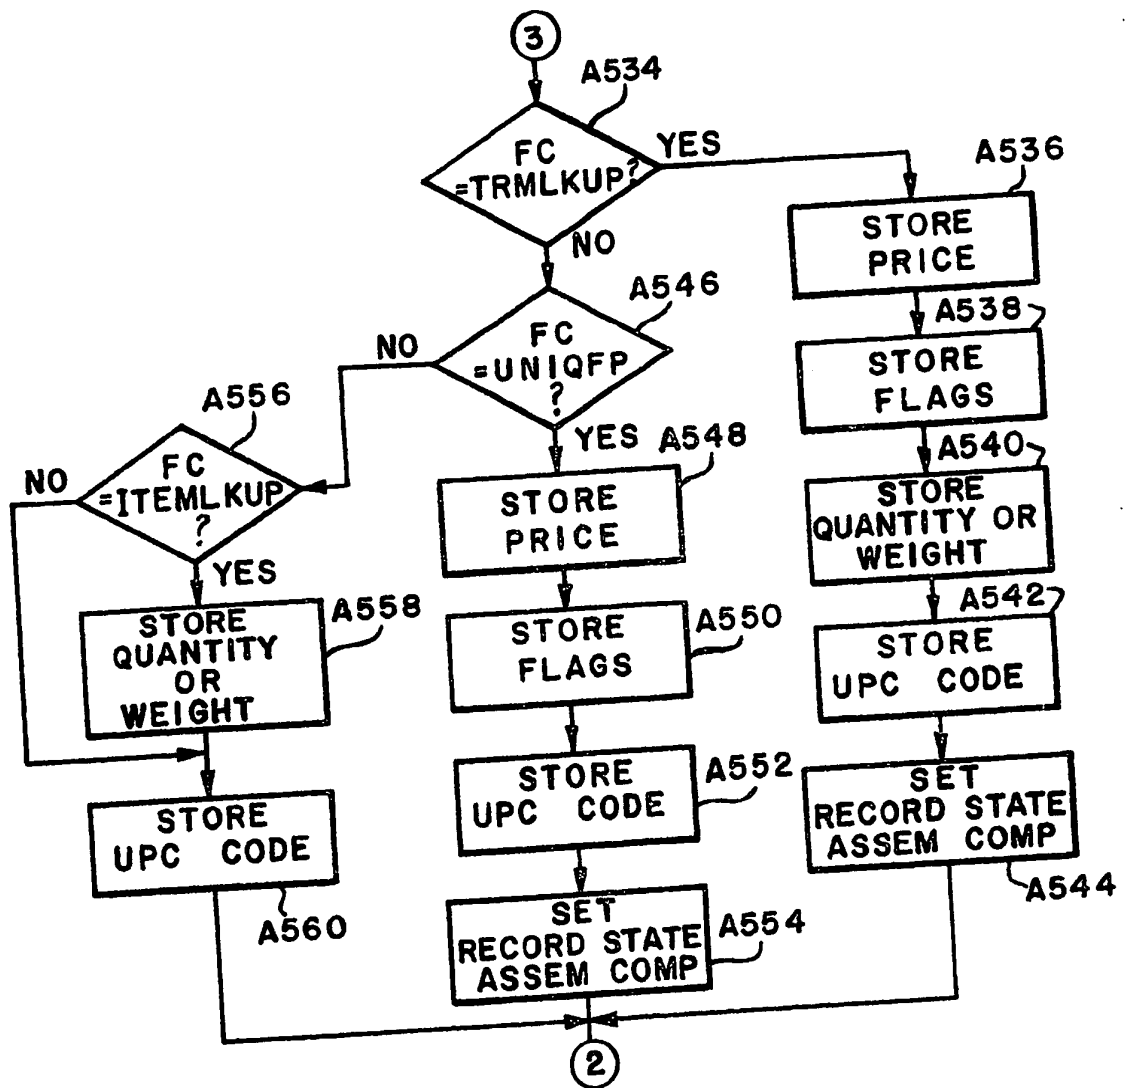 3
A534
FC
=TRMLKUP?
YES
NO
A536
STORE
PRICE
A546
FC
=UNIQFP
?
NO
YES
A538
STORE
FLAGS
A556
FC
=ITEMLKUP
?
NO
YES
A548
STORE
PRICE
A540
STORE
QUANTITY OR
WEIGHT
A558
STORE
QUANTITY
OR
WEIGHT
A550
STORE
FLAGS
A542
STORE
UPC CODE
A552
STORE
UPC CODE
SET
RECORD STATE
ASSEM COMP
A544
STORE
UPC CODE
A560
SET
RECORD STATE
ASSEM COMP
A554
2